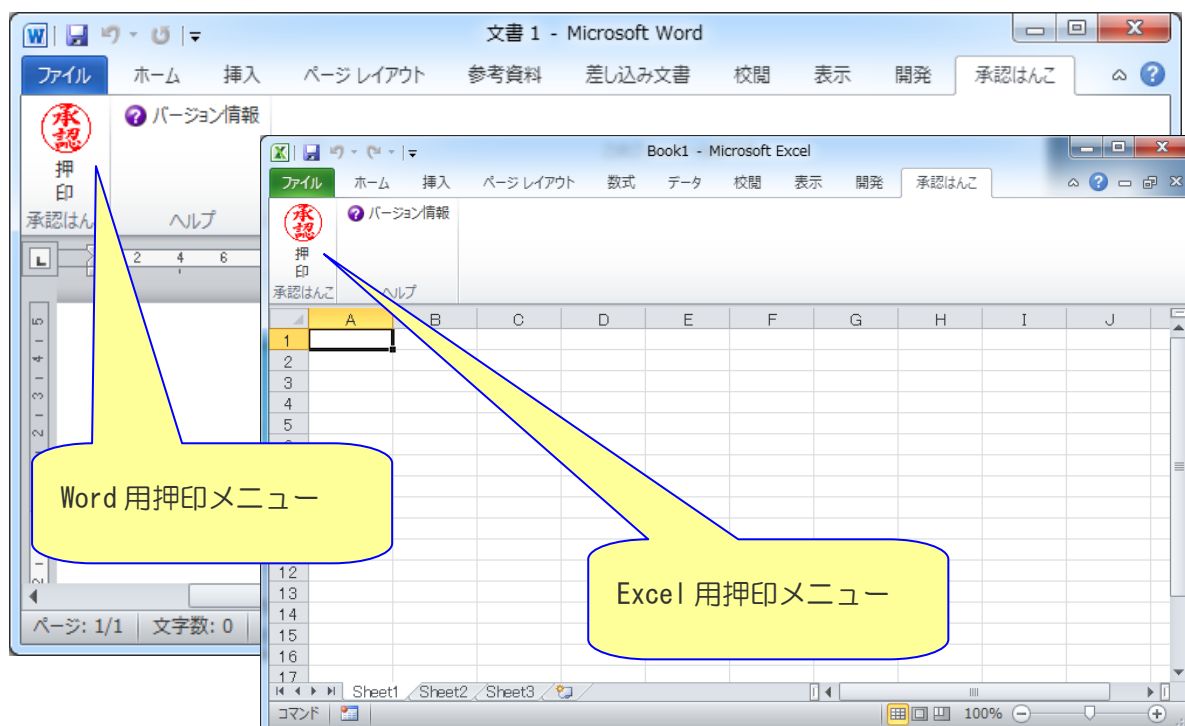 文書 1 - Microsoft Word
ファイル ホーム 挿入 ページ レイアウト 参考資料 差し込み文書 校閲 表示 開発 承認はんこ
承認
バージョン情報
押
印
承認はん
ヘルプ
2 4 6
Book1 - Microsoft Excel
ファイル ホーム 挿入 ページ レイアウト 数式 データ 校閲 表示 開発 承認はんこ
承認
バージョン情報
押
印
承認はんこ
ヘルプ
A B C D E F G H I J
1
2
3
4
5
12
13
14
15
16
17
Word 用押印メニュー
Excel 用押印メニュー
Sheet1 Sheet2 Sheet3
コマンド
100%
ページ: 1/1 文字数: 0